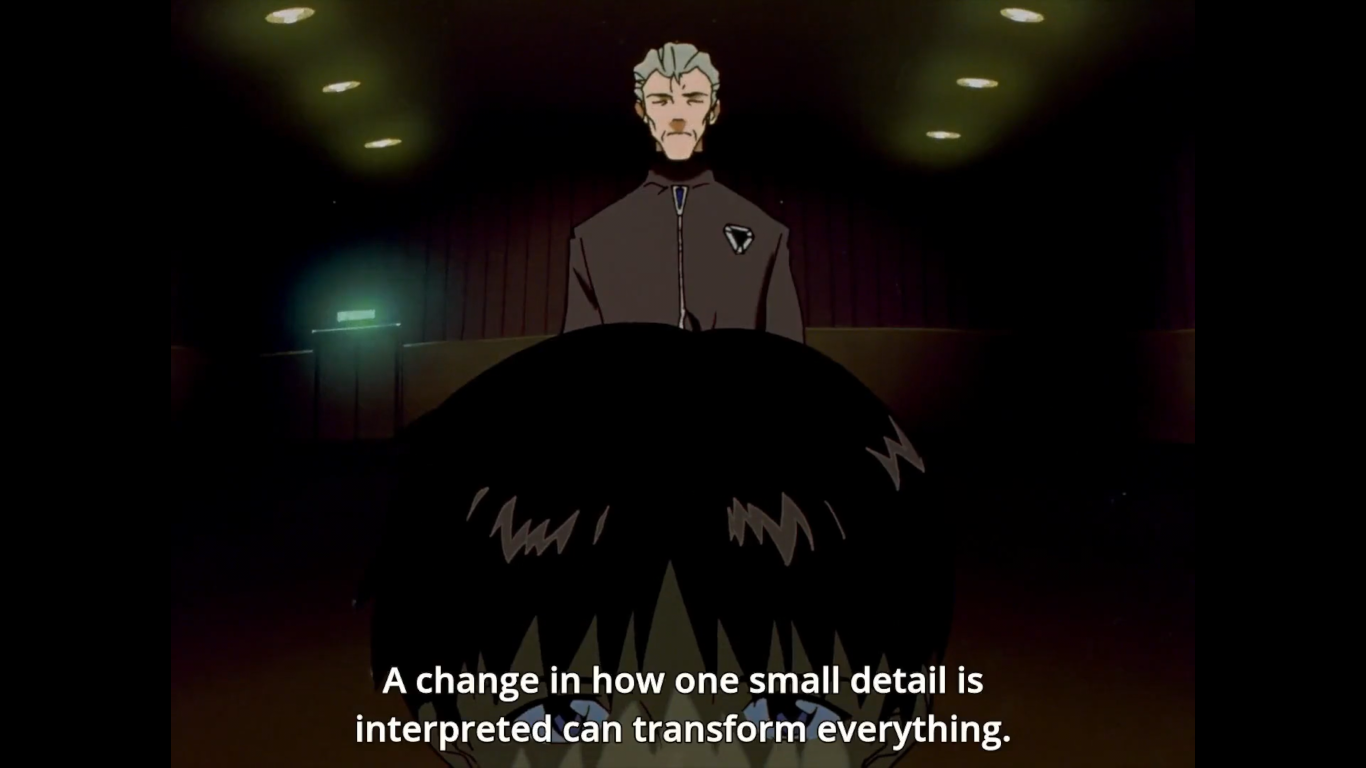 A change in how one small detail is
interpreted can transform everything.